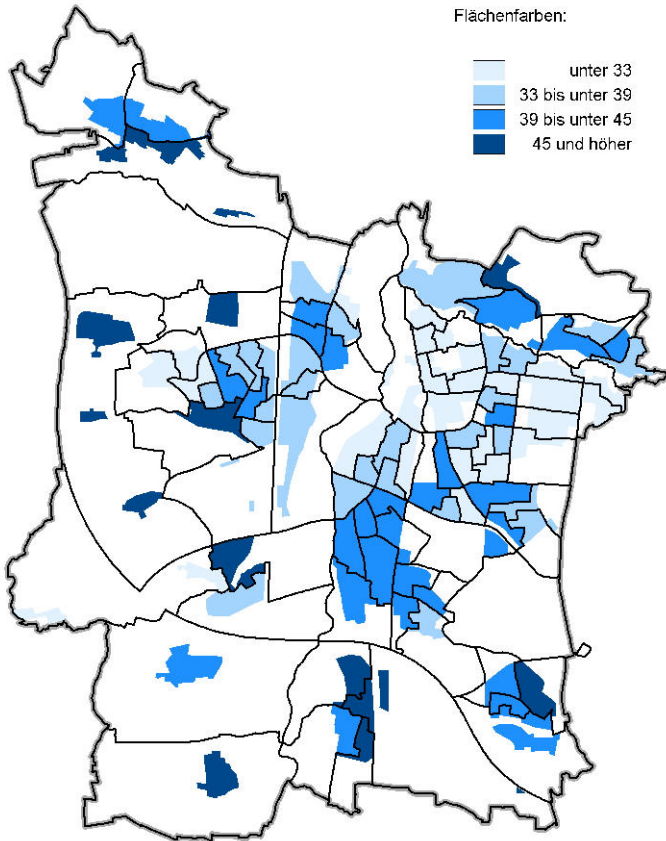 Flächenfarben:
unter 33
33 bis unter 39
39 bis unter 45
45 und höher